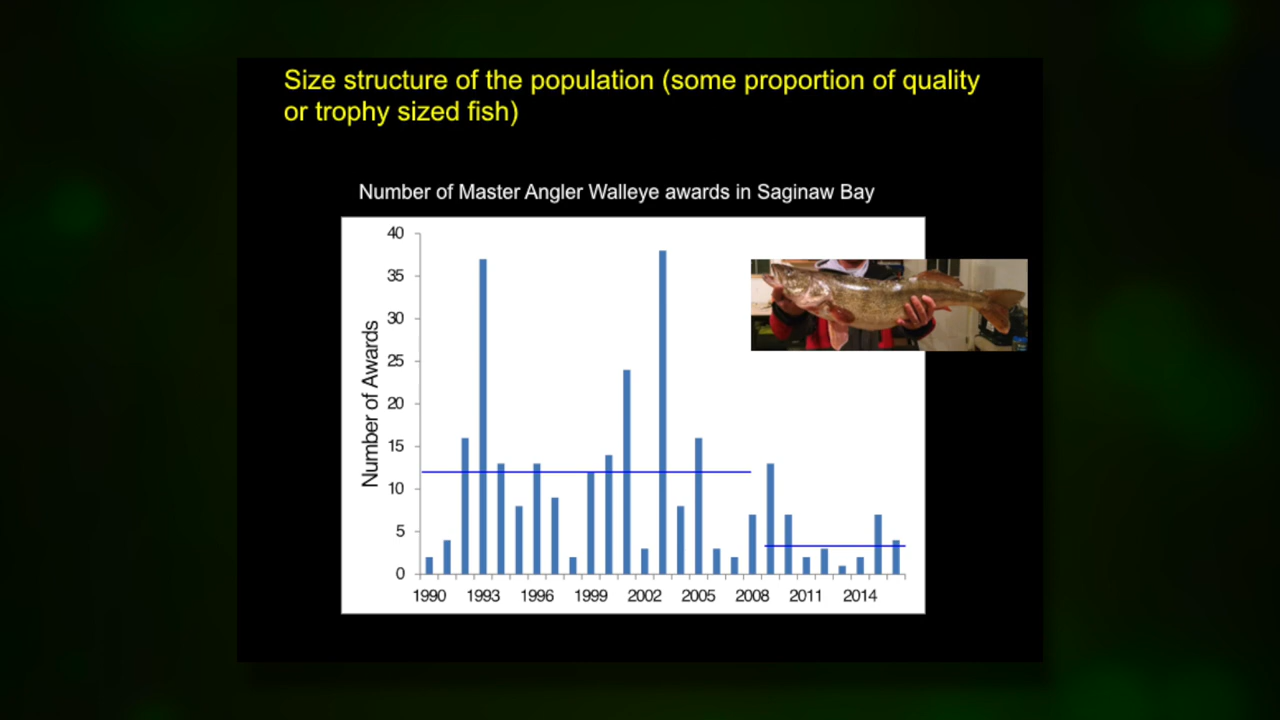 Size structure of the population (some proportion of quality
or trophy sized fish)
Number of Master Angler Walleye awards in Saginaw Bay
Number of Awards
40
35
30
25
20
15
10
5
0
1990 1993 1996 1999 2002 2005 2008 2011 2014